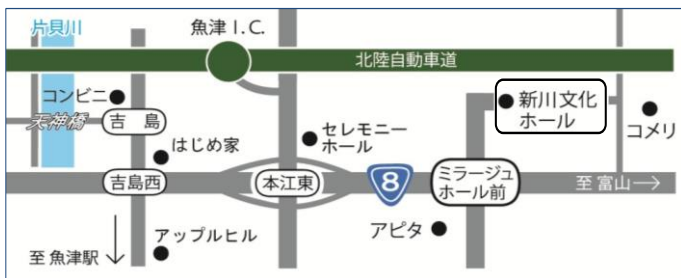 片貝川
魚津 I.C.
北陸自動車道
コンビニ
天神橋
吉 島
はじめ家
セレモニー
ホール
新川文化
ホール
コメリ
吉島西
本江東
8
ミラージュ
ホール前
至 富山→
至 魚津駅
アップルヒル
アピタ